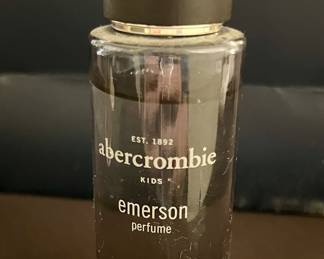 EST. 1892
abercrombie
KIDS
emerson
perfume